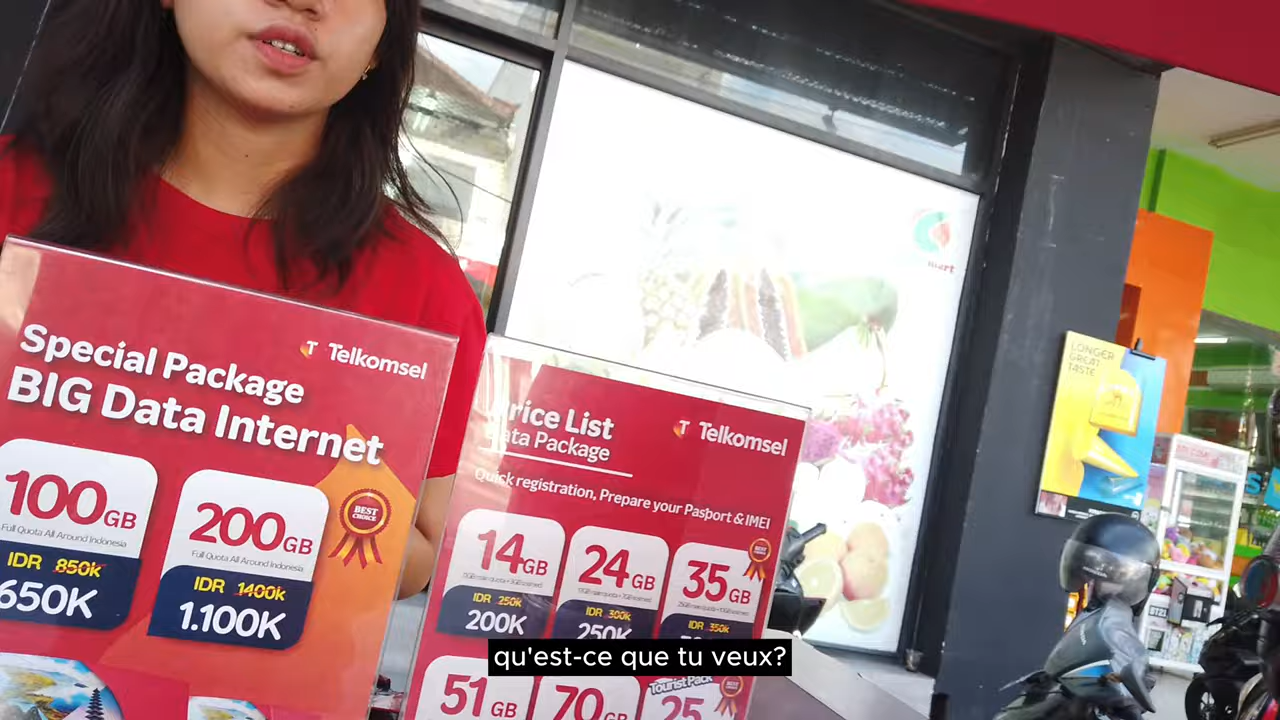 Special Package
Telkomsel
BIG Data Internet
100GB
Full Quota All Around Indonesia
IDR 850k
650K
200GB
Full Quota All Around Indonesia
IDR 1400k
1.100K
BEST CHOICE
Price List
Data Package
Telkomsel
Quick registration, Prepare your Pasport & IMEI
14GB
IDR 250k
200K
24GB
IDR 300k
250K
35GB
IDR 350k
51 GB
70GB
Tourist Pack
25
mart
LONGER
GREAT
TASTE
qu'est-ce que tu veux?